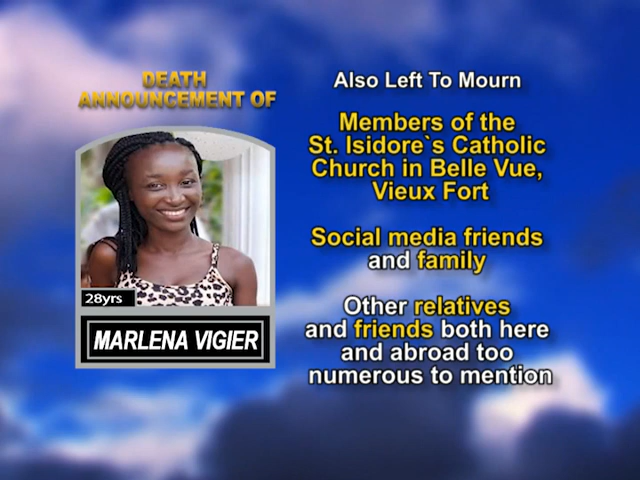 DEATH
ANNOUNCEMENT OF
28yrs
MARLENA VIGIER
Also Left To Mourn
Members of the
St. Isidore`s Catholic
Church in Belle Vue,
Vieux Fort
Social media friends
and family
Other relatives
and friends both here
and abroad too
numerous to mention